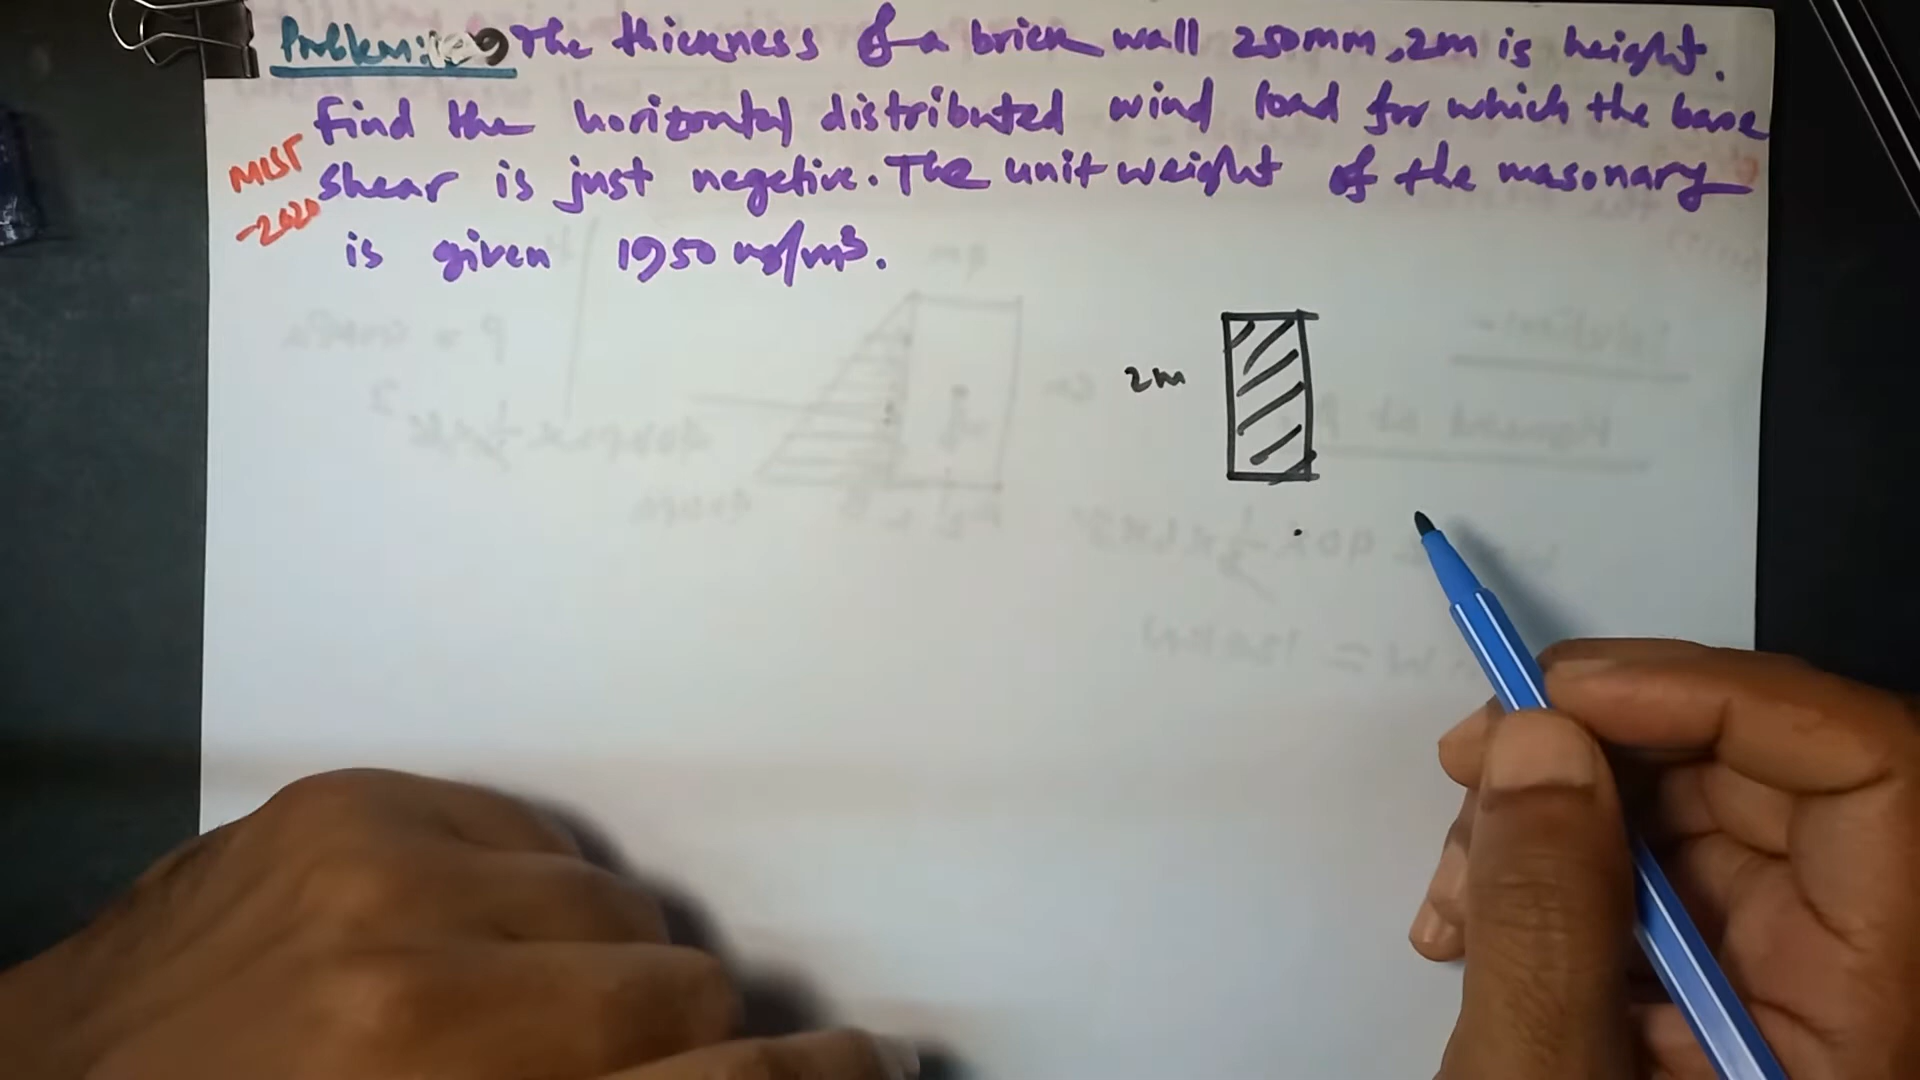 Problem: The thickness of a brick wall 250mm, 2m is height.
Find the horizontal distributed wind load for which the base
shear is just negetive. The unit weight of the masonary
is given 1950 kg/m³.
MIST
-2020
2m